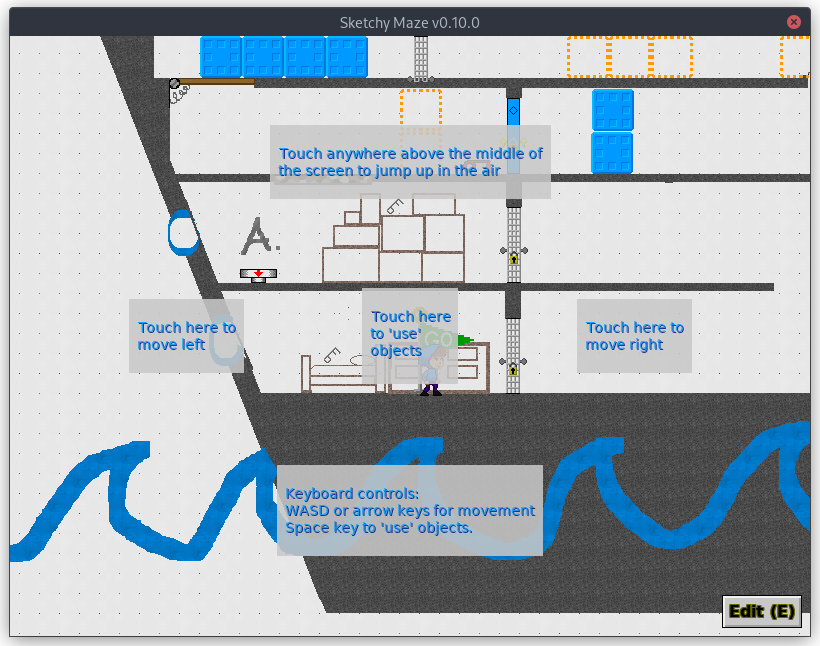 Sketchy Maze v0.10.0
Touch anywhere above the middle of
the screen to jump up in the air
A.
Touch here to
move left
Touch here
to 'use'
objects
GO
Touch here to
move right
Keyboard controls:
WASD or arrow keys for movement
Space key to 'use' objects.
Edit (E)